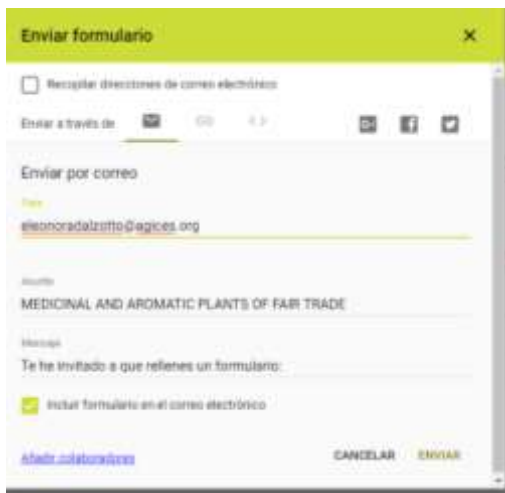 Enviar formulario
Recopilar direcciones de correo electrónico
Enviar a través de
Enviar por correo
Para
eleonoradalzotto@agices.org
Asunto
MEDICINAL AND AROMATIC PLANTS OF FAIR TRADE
Mensaje
Te he invitado a que rellenes un formulario:
Incluir formulario en el correo electrónico
Añadir colaboradores
CANCELAR ENVIAR